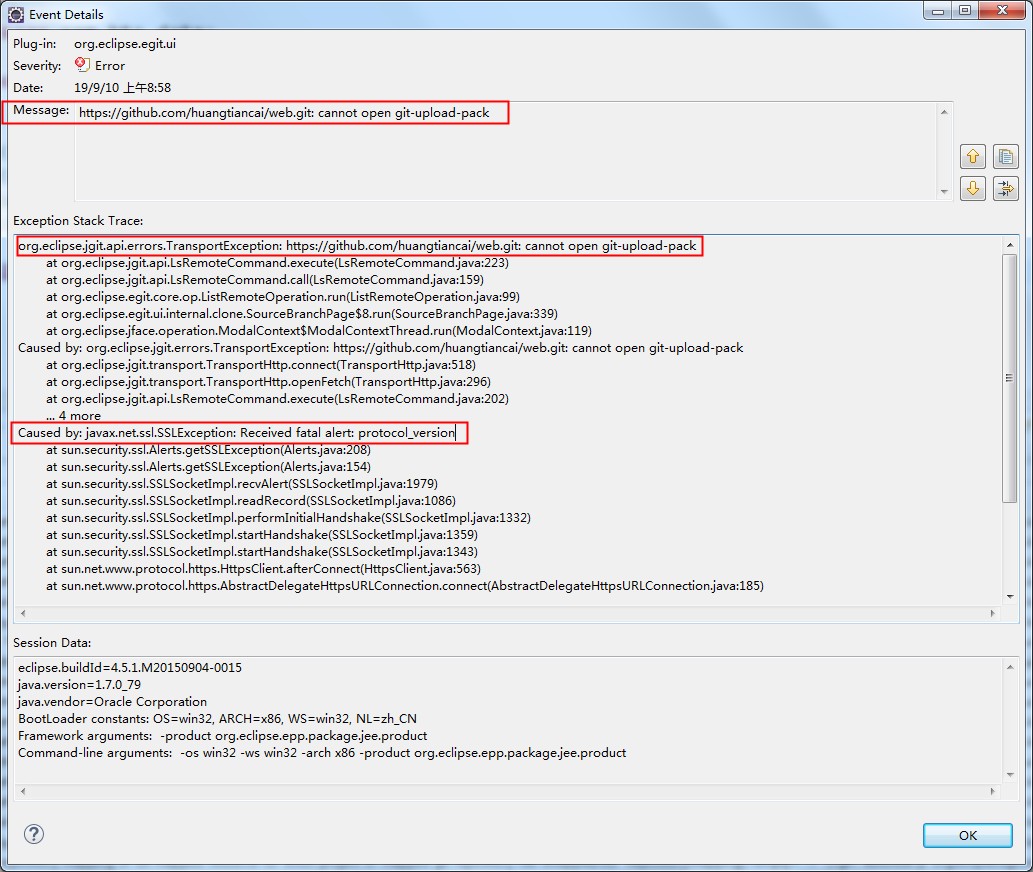 Event Details
Plug-in: org.eclipse.egit.ui
Severity: Error
Date: 19/9/10 上午8:58
Message: https://github.com/huangtiancai/web.git: cannot open git-upload-pack
Exception Stack Trace:
org.eclipse.jgit.api.errors.TransportException: https://github.com/huangtiancai/web.git: cannot open git-upload-pack
at org.eclipse.jgit.api.LsRemoteCommand.execute(LsRemoteCommand.java:223)
at org.eclipse.jgit.api.LsRemoteCommand.call(LsRemoteCommand.java:159)
at org.eclipse.egit.core.op.ListRemoteOperation.run(ListRemoteOperation.java:99)
at org.eclipse.egit.ui.internal.clone.SourceBranchPage$8.run(SourceBranchPage.java:339)
at org.eclipse.jface.operation.ModalContext$ModalContextThread.run(ModalContext.java:119)
Caused by: org.eclipse.jgit.errors.TransportException: https://github.com/huangtiancai/web.git: cannot open git-upload-pack
at org.eclipse.jgit.transport.TransportHttp.connect(TransportHttp.java:518)
at org.eclipse.jgit.transport.TransportHttp.openFetch(TransportHttp.java:296)
at org.eclipse.jgit.api.LsRemoteCommand.execute(LsRemoteCommand.java:202)
... 4 more
Caused by: javax.net.ssl.SSLException: Received fatal alert: protocol_version
at sun.security.ssl.Alerts.getSSLException(Alerts.java:208)
at sun.security.ssl.Alerts.getSSLException(Alerts.java:154)
at sun.security.ssl.SSLSocketImpl.recvAlert(SSLSocketImpl.java:1979)
at sun.security.ssl.SSLSocketImpl.readRecord(SSLSocketImpl.java:1086)
at sun.security.ssl.SSLSocketImpl.performInitialHandshake(SSLSocketImpl.java:1332)
at sun.security.ssl.SSLSocketImpl.startHandshake(SSLSocketImpl.java:1359)
at sun.security.ssl.SSLSocketImpl.startHandshake(SSLSocketImpl.java:1343)
at sun.net.www.protocol.https.HttpsClient.afterConnect(HttpsClient.java:563)
at sun.net.www.protocol.https.AbstractDelegateHttpsURLConnection.connect(AbstractDelegateHttpsURLConnection.java:185)
Session Data:
eclipse.buildId=4.5.1.M20150904-0015
java.version=1.7.0_79
java.vendor=Oracle Corporation
BootLoader constants: OS=win32, ARCH=x86, WS=win32, NL=zh_CN
Framework arguments:  -product org.eclipse.epp.package.jee.product
Command-line arguments:  -os win32 -ws win32 -arch x86 -product org.eclipse.epp.package.jee.product
OK